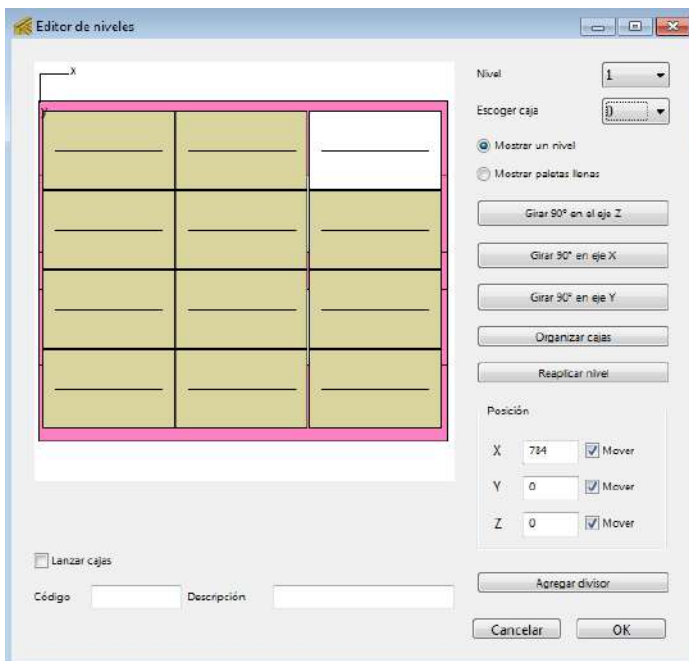 Editor de niveles
x
y
Nivel
1
Escoger caja
0
Mostrar un nivel
Mostrar paletas llenas
Girar 90° en el eje Z
Girar 90° en eje X
Girar 90° en eje Y
Organizar cajas
Reaplicar nivel
Posición
X 784 Mover
Y 0 Mover
Z 0 Mover
Lanzar cajas
Código
Descripción
Agregar divisor
Cancelar
OK